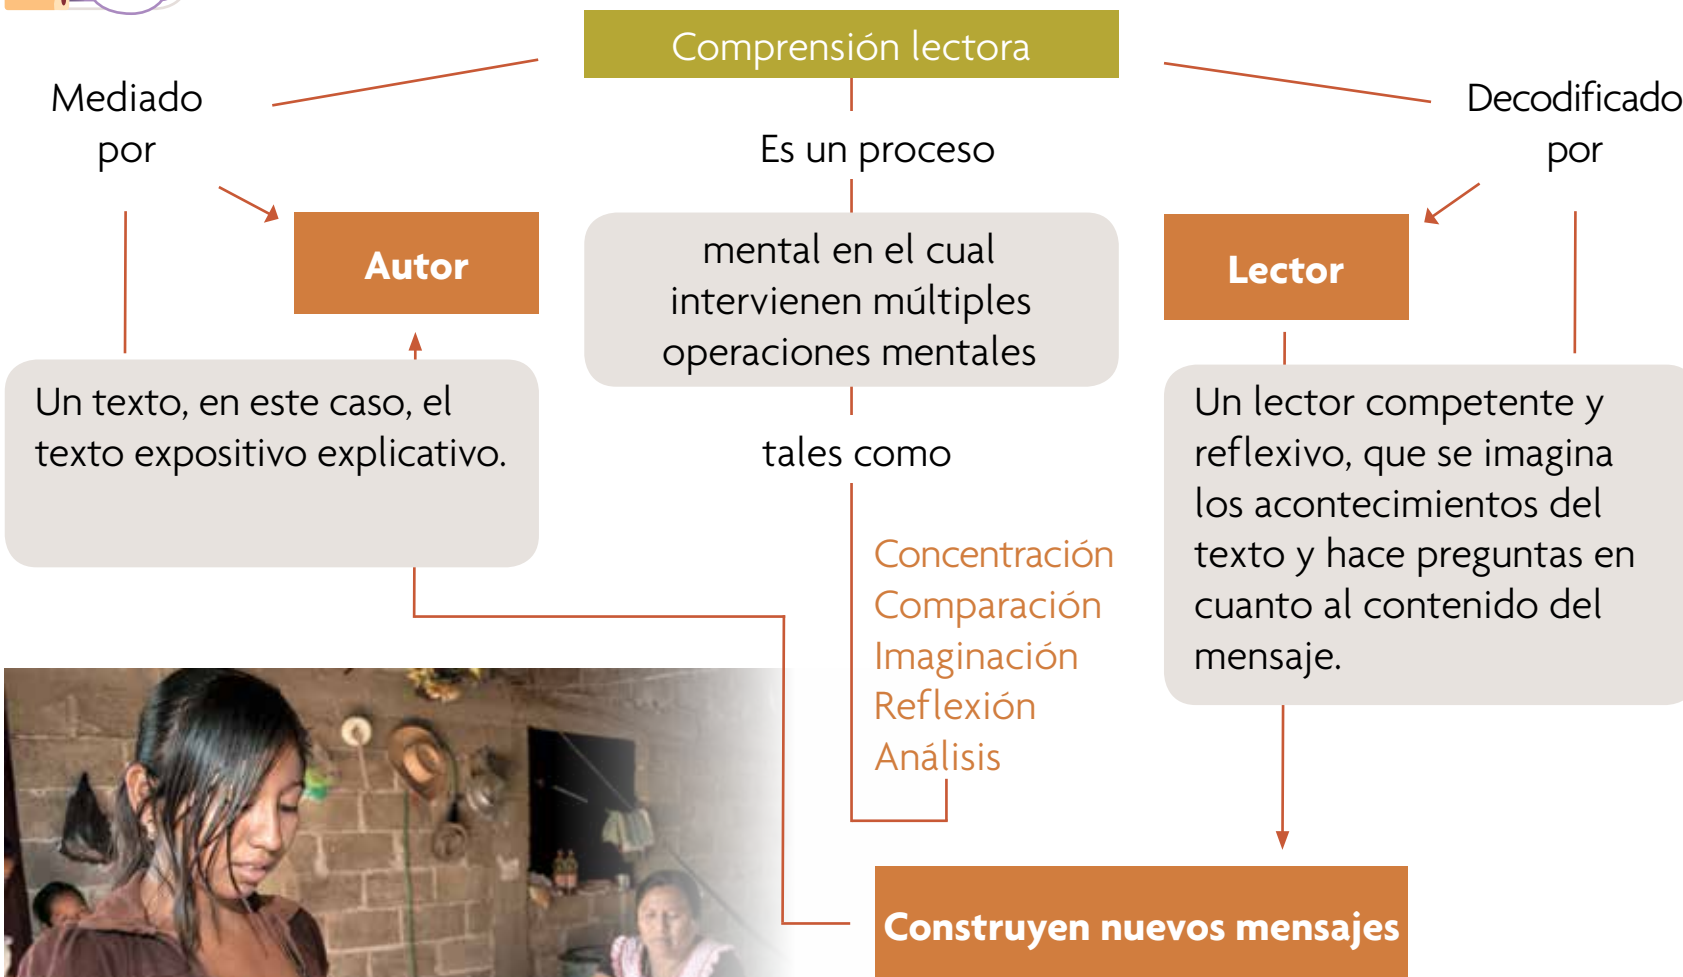 Comprensión lectora
Mediado
por
Es un proceso
Decodificado
por
Autor
mental en el cual
intervienen múltiples
operaciones mentales
Lector
Un texto, en este caso, el
texto expositivo explicativo.
tales como
Concentración
Comparación
Imaginación
Reflexión
Análisis
Un lector competente y
reflexivo, que se imagina
los acontecimientos del
texto y hace preguntas en
cuanto al contenido del
mensaje.
Construyen nuevos mensajes